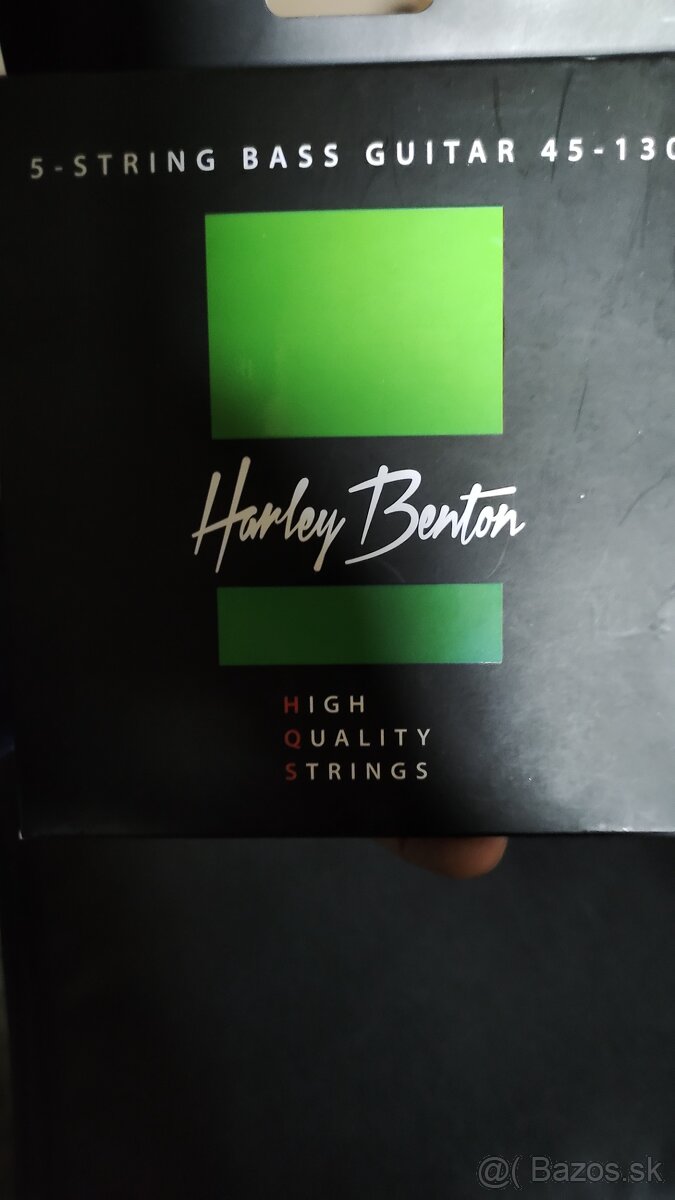 5-STRING BASS GUITAR 45-130
Harley Benton
HIGH
QUALITY
STRINGS
@( Bazos.sk